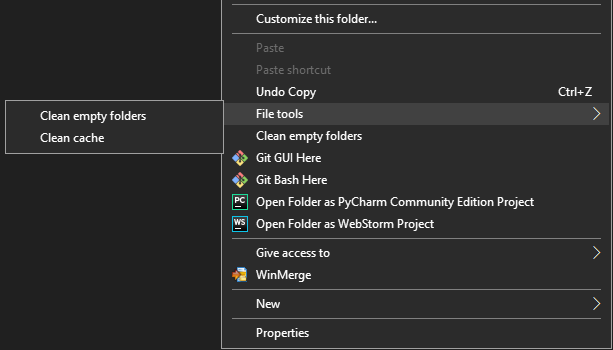 Customize this folder...
Paste
Paste shortcut
Undo Copy Ctrl+Z
File tools
Clean empty folders
Clean cache
Clean empty folders
Git GUI Here
Git Bash Here
PC Open Folder as PyCharm Community Edition Project
WS Open Folder as WebStorm Project
Give access to
WinMerge
New
Properties